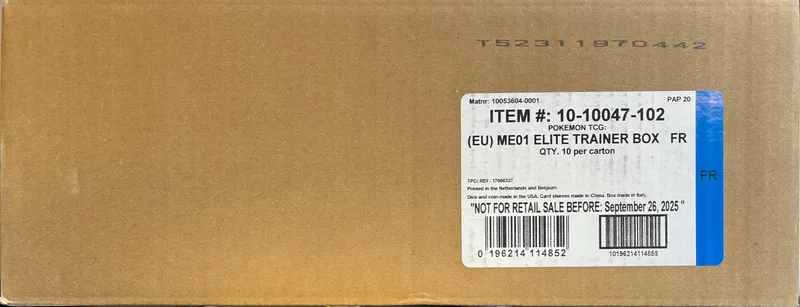 T52311970442
Matnr: 10053604-0001
PAP 20
ITEM #: 10-10047-102
POKEMON TCG:
(EU) ME01 ELITE TRAINER BOX FR
QTY. 10 per carton
FR
TPCi REF: 17000337
Printed in the Netherlands and Belgium.
Dice and coin made in the USA. Card sleeves made in China. Box made in Italy.
"NOT FOR RETAIL SALE BEFORE: September 26, 2025 "
0 196214 114852
10196214114859